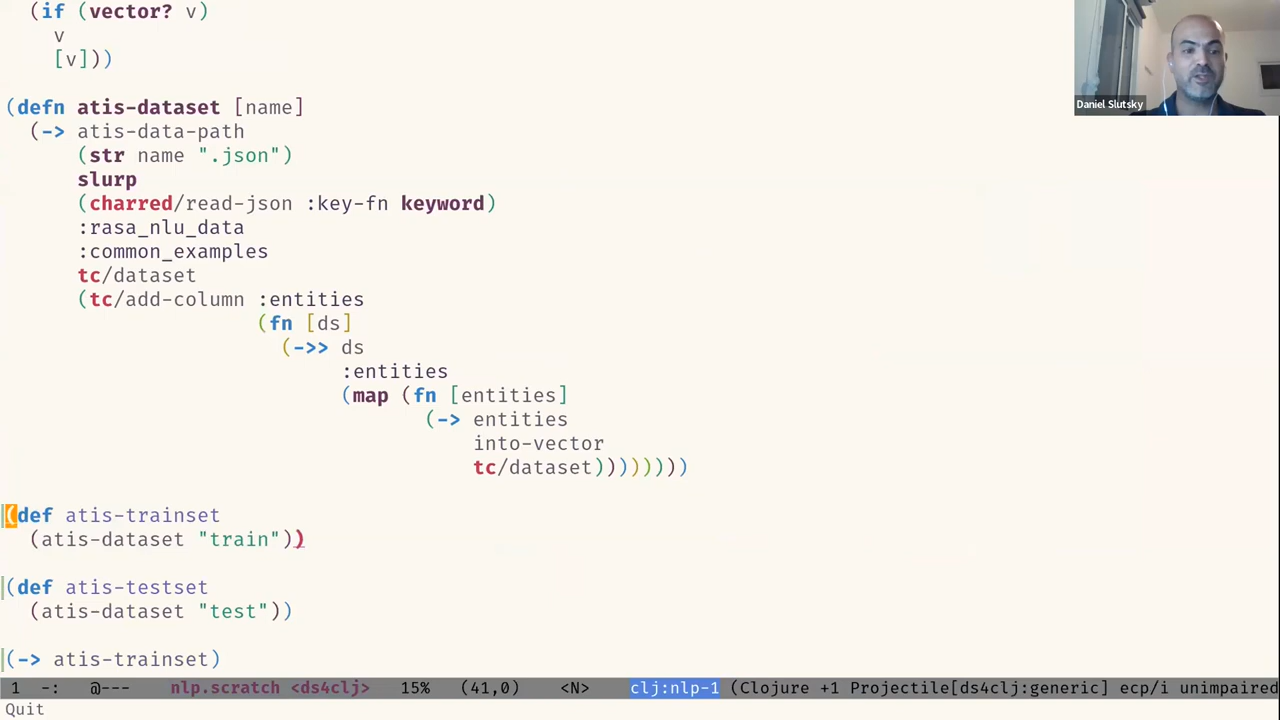 (if (vector? v)
v
[v]))
(defn atis-dataset [name]
(-> atis-data-path
(str name ".json")
slurp
(charred/read-json :key-fn keyword)
:rasa_nlu_data
:common_examples
tc/dataset
(tc/add-column :entities
(fn [ds]
(->> ds
:entities
(map (fn [entities]
(-> entities
into-vector
tc/dataset))))))))
(def atis-trainset
(atis-dataset "train"))
(def atis-testset
(atis-dataset "test"))
(-> atis-trainset)
1 -: @--- nlp.scratch <ds4clj> 15% (41,0) <N> clj:nlp-1 (Clojure +1 Projectile[ds4clj:generic] ecp/i unimpaired
Quit
Daniel Slutsky